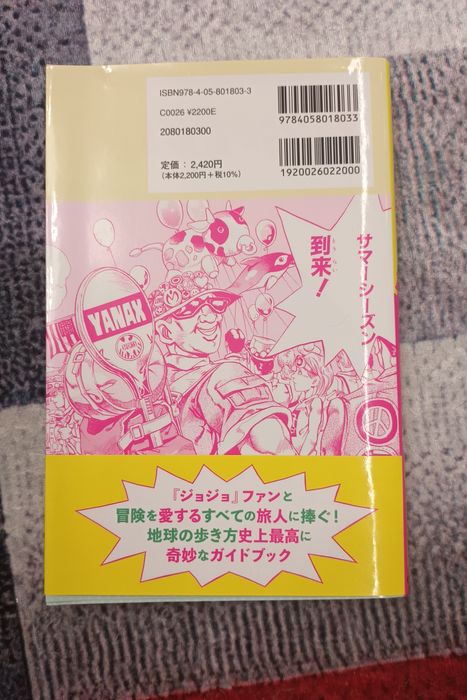 ISBN978-4-05-801803-3
C0026 ¥2200E
2080180300
定価：2,420円
（本体2,200円＋税10%）
9784058018033
1920026022000
サマーシーズン
到来！
YANAX
『ジョジョ』ファンと
冒険を愛するすべての旅人に捧ぐ！
地球の歩き方史上最高に
奇妙なガイドブック